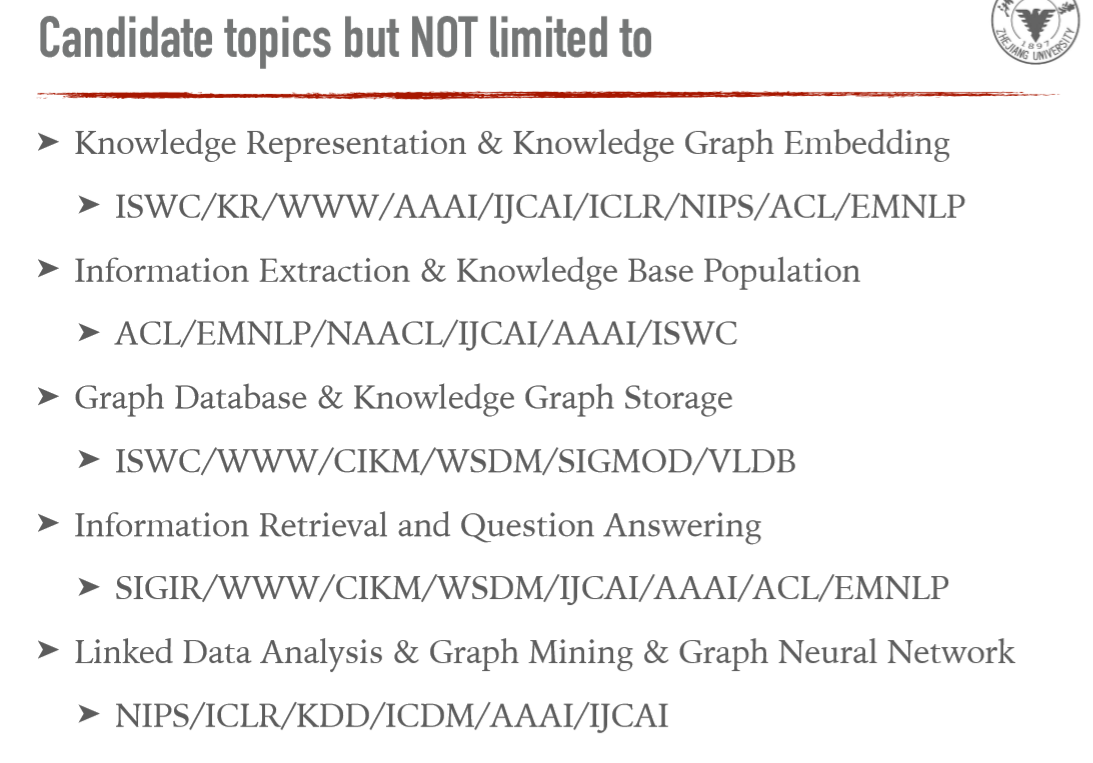 Candidate topics but NOT limited to
ZHEJIANG UNIVERSITY
1897
➤ Knowledge Representation & Knowledge Graph Embedding
➤ ISWC/KR/WWW/AAAI/IJCAI/ICLR/NIPS/ACL/EMNLP
➤ Information Extraction & Knowledge Base Population
➤ ACL/EMNLP/NAACL/IJCAI/AAAI/ISWC
➤ Graph Database & Knowledge Graph Storage
➤ ISWC/WWW/CIKM/WSDM/SIGMOD/VLDB
➤ Information Retrieval and Question Answering
➤ SIGIR/WWW/CIKM/WSDM/IJCAI/AAAI/ACL/EMNLP
➤ Linked Data Analysis & Graph Mining & Graph Neural Network
➤ NIPS/ICLR/KDD/ICDM/AAAI/IJCAI